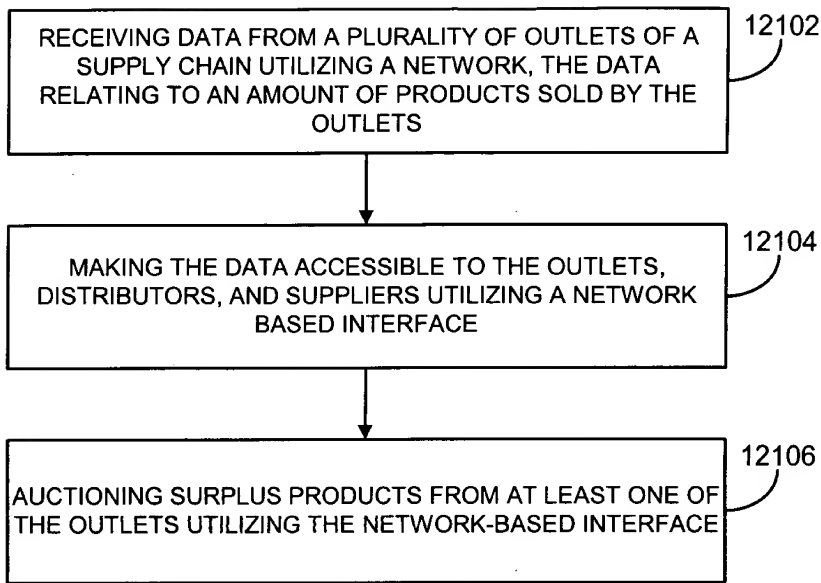 12102
RECEIVING DATA FROM A PLURALITY OF OUTLETS OF A
SUPPLY CHAIN UTILIZING A NETWORK, THE DATA
RELATING TO AN AMOUNT OF PRODUCTS SOLD BY THE
OUTLETS
12104
MAKING THE DATA ACCESSIBLE TO THE OUTLETS,
DISTRIBUTORS, AND SUPPLIERS UTILIZING A NETWORK
BASED INTERFACE
12106
AUCTIONING SURPLUS PRODUCTS FROM AT LEAST ONE OF
THE OUTLETS UTILIZING THE NETWORK-BASED INTERFACE